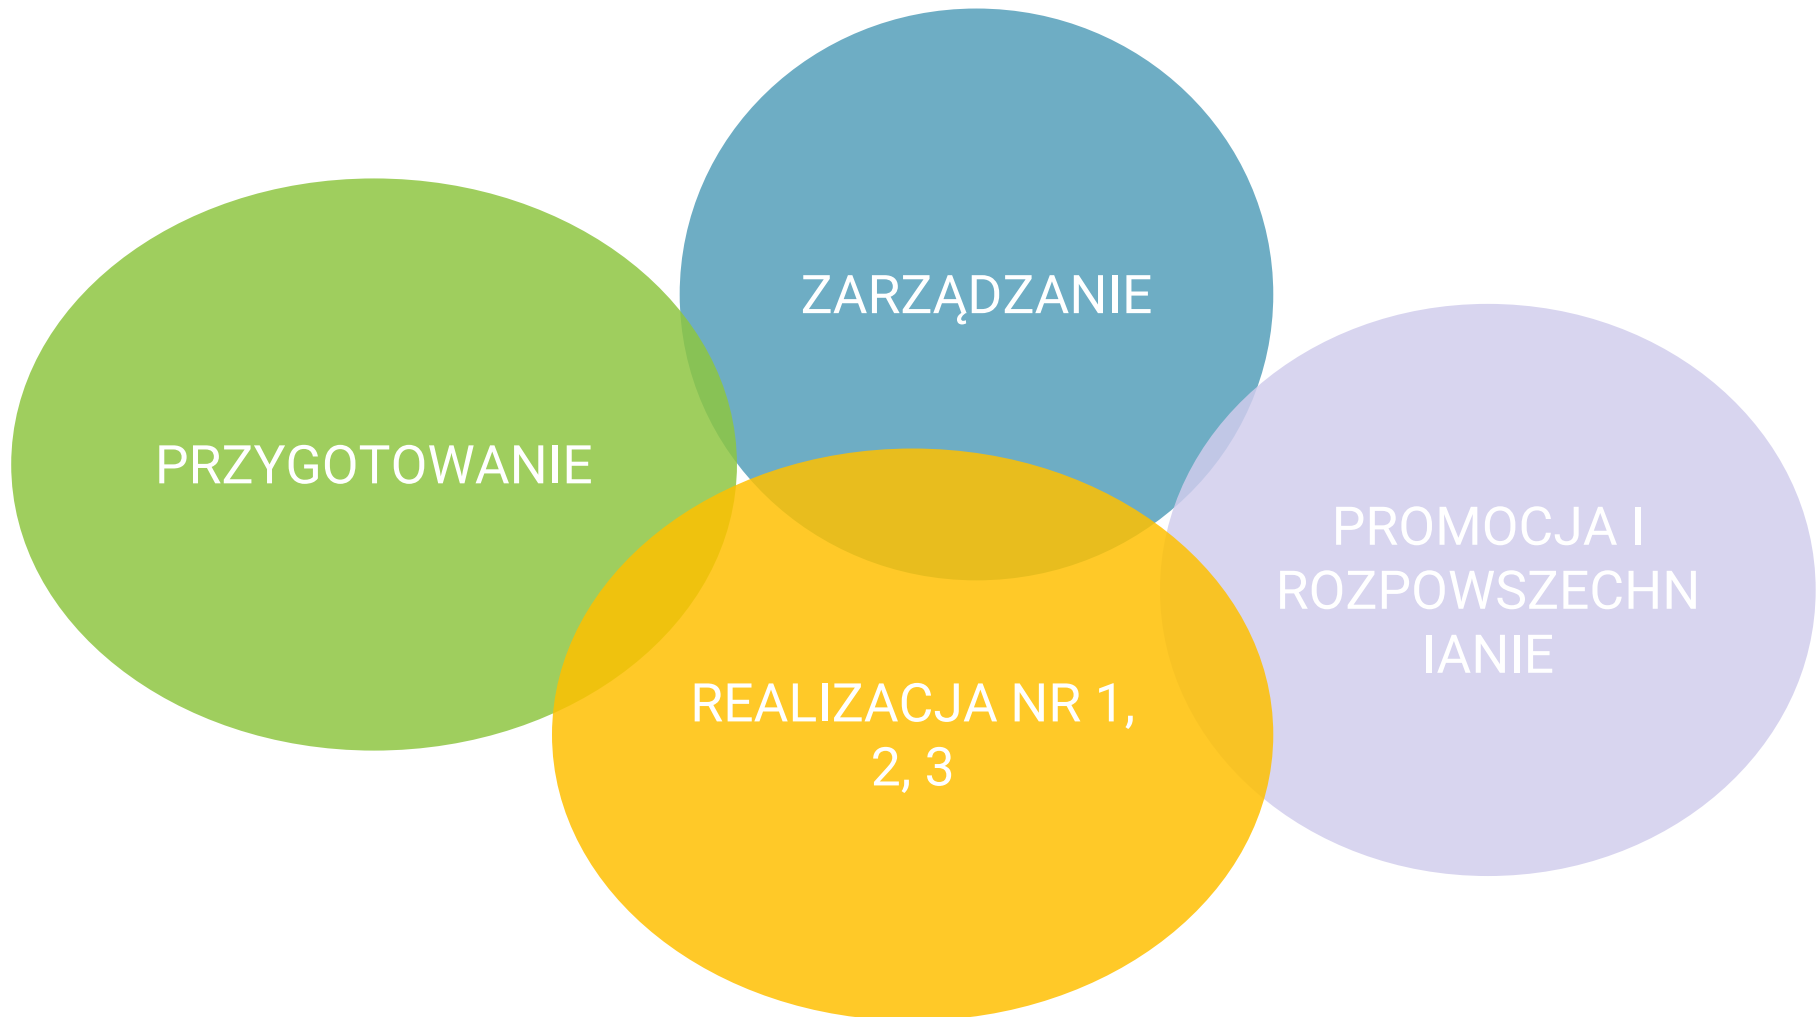 ZARZĄDZANIE
PRZYGOTOWANIE
PROMOCJA I
ROZPOWSZECHN
IANIE
REALIZACJA NR 1,
2, 3